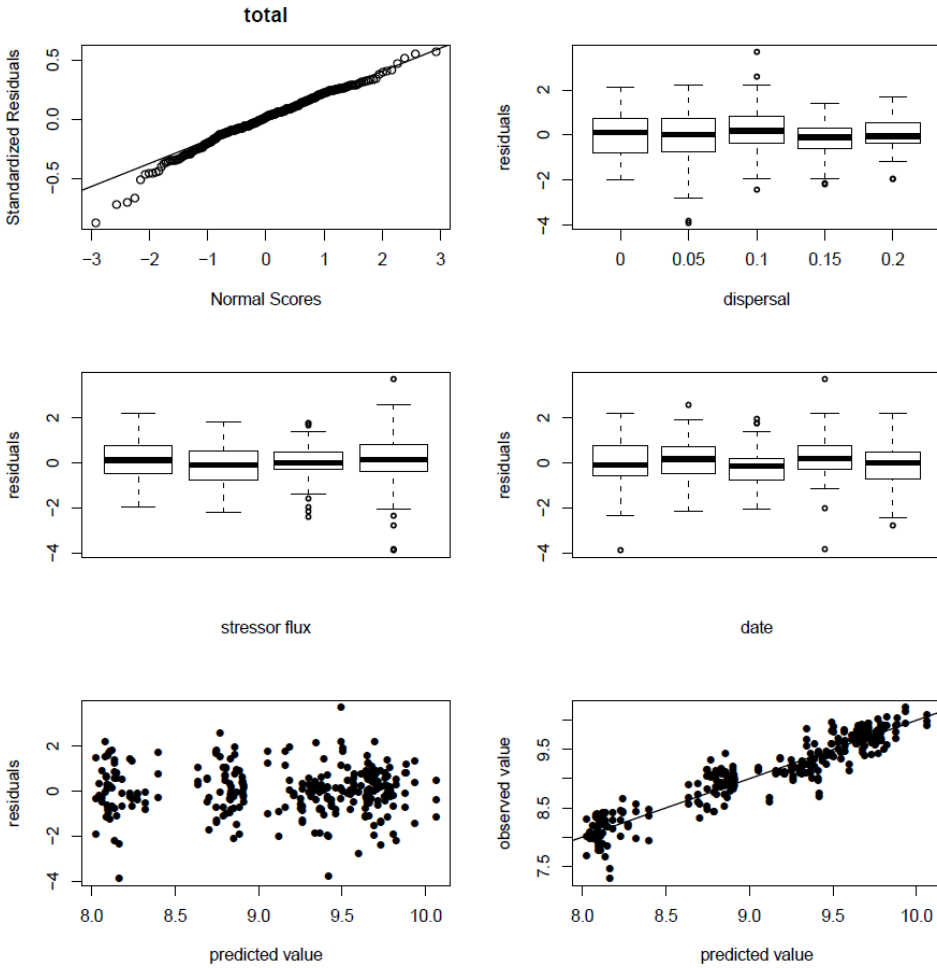 total
Standardized Residuals
0.5
0.0
−0.5
−3 −2 −1 0 1 2 3
Normal Scores
residuals
2
0
−2
−4
0 0.05 0.1 0.15 0.2
dispersal
residuals
2
0
−2
−4
stressor flux
residuals
2
0
−2
−4
date
residuals
2
0
−2
−4
8.0 8.5 9.0 9.5 10.0
predicted value
observed value
9.5
8.5
7.5
8.0 8.5 9.0 9.5 10.0
predicted value